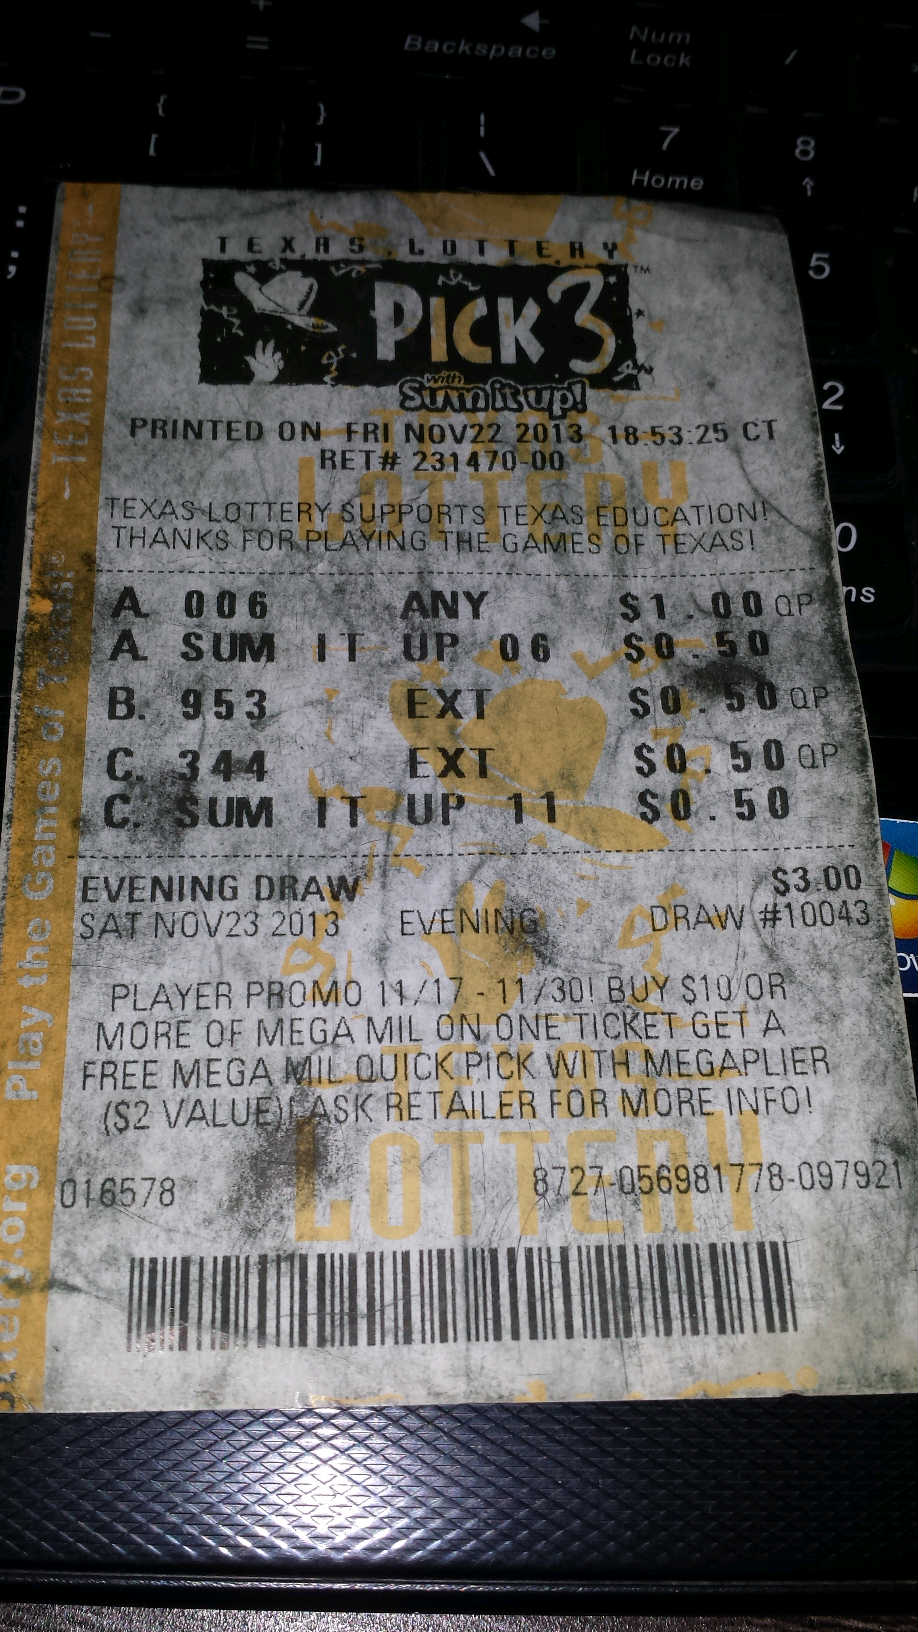 Backspace
Num Lock
/
=
{
[
}
]
\
7
Home
8
:
;
5
2
0
TEXAS LOTTERY
PICK 3™
with
Sum it up!
PRINTED ON FRI NOV22 2013 18:53:25 CT
RET# 231470-00
TEXAS LOTTERY SUPPORTS TEXAS EDUCATION!
THANKS FOR PLAYING THE GAMES OF TEXAS!
A. 006 ANY $1.00 QP
A. SUM IT UP 06 $0.50
B. 953 EXT $0.50 QP
C. 344 EXT $0.50 QP
C. SUM IT UP 11 $0.50
EVENING DRAW $3.00
SAT NOV23 2013 EVENING DRAW #10043
PLAYER PROMO 11/17 - 11/30! BUY $10 OR
MORE OF MEGA MIL ON ONE TICKET GET A
FREE MEGA MIL QUICK PICK WITH MEGAPLIER
($2 VALUE)! ASK RETAILER FOR MORE INFO!
016578 8727-056981778-097921
TEXAS LOTTERY
TEXAS LOTTERY
TEXAS LOTTERY
Play the Games of Texas!